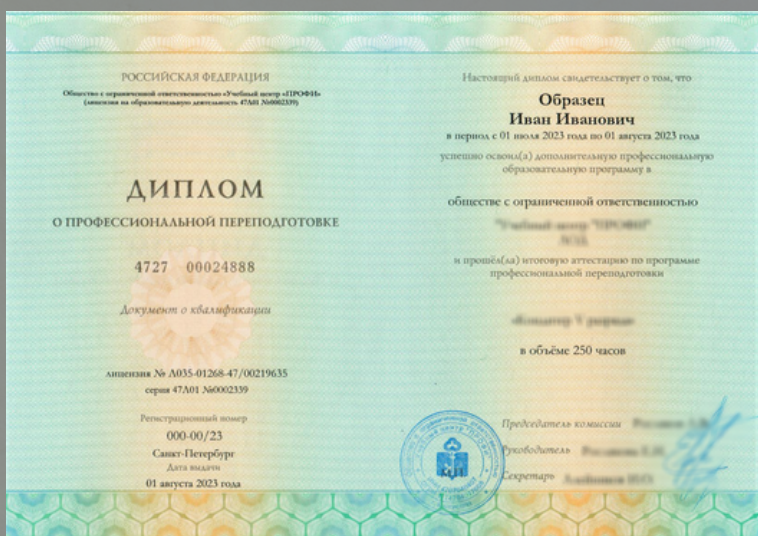 РОССИЙСКАЯ ФЕДЕРАЦИЯ
Общество с ограниченной ответственностью «Учебный центр «ПРОФИ»
(лицензия на образовательную деятельность 47Л01 №0002339)
ДИПЛОМ
О ПРОФЕССИОНАЛЬНОЙ ПЕРЕПОДГОТОВКЕ
4727 00024888
Документ о квалификации
лицензия № Л035-01268-47/00219635
серия 47Л01 №0002339
Регистрационный номер
000-00/23
Санкт-Петербург
Дата выдачи
01 августа 2023 года
Настоящий диплом свидетельствует о том, что
Образец
Иван Иванович
в период с 01 июля 2023 года по 01 августа 2023 года
успешно освоил(а) дополнительную профессиональную
образовательную программу в
обществе с ограниченной ответственностью
и прошёл(ла) итоговую аттестацию по программе
профессиональной переподготовки
в объёме 250 часов
Председатель комиссии
Руководитель
Секретарь
М.П.